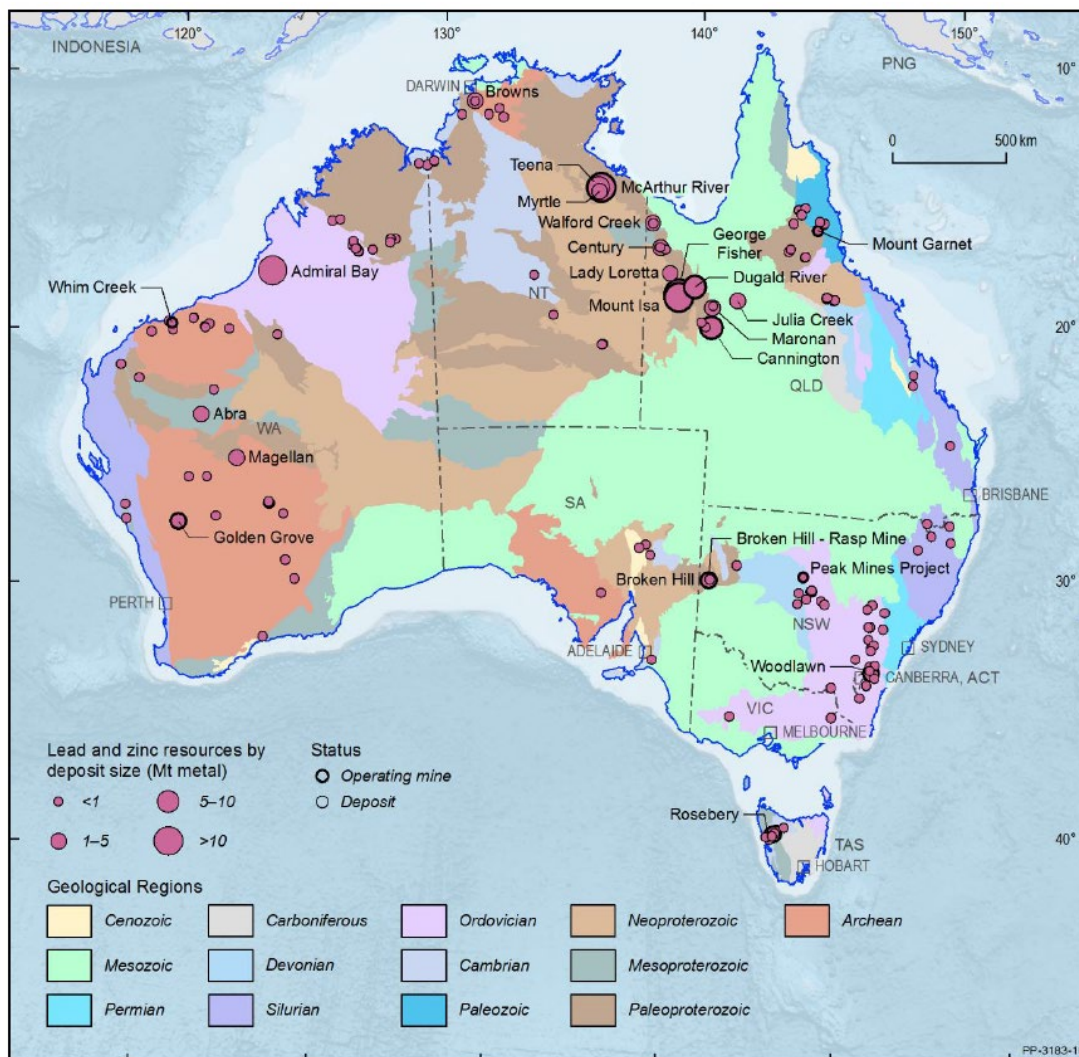 120°
130°
140°
150°
INDONESIA
PNG
10°
DARWIN
Browns
0
500 km
Teena
McArthur River
Myrtle
Walford Creek
George
Fisher
Mount Garnet
Century
Admiral Bay
Lady Loretta
Dugald River
Whim Creek
NT
Mount Isa
Julia Creek
20°
Maronan
Cannington
QLD
Abra
WA
Magellan
SA
BRISBANE
Golden Grove
Broken Hill - Rasp Mine
Peak Mines Project
Broken Hill
30°
PERTH
NSW
ADELAIDE
SYDNEY
Woodlawn
CANBERRA, ACT
VIC
MELBOURNE
Lead and zinc resources by
deposit size (Mt metal)
<1
5–10
1–5
>10
Status
Operating mine
Deposit
Rosebery
TAS
40°
HOBART
Geological Regions
Cenozoic
Carboniferous
Ordovician
Neoproterozoic
Archean
Mesozoic
Devonian
Cambrian
Mesoproterozoic
Permian
Silurian
Paleozoic
Paleoproterozoic
PP-3183-1
120°
130°
140°
150°